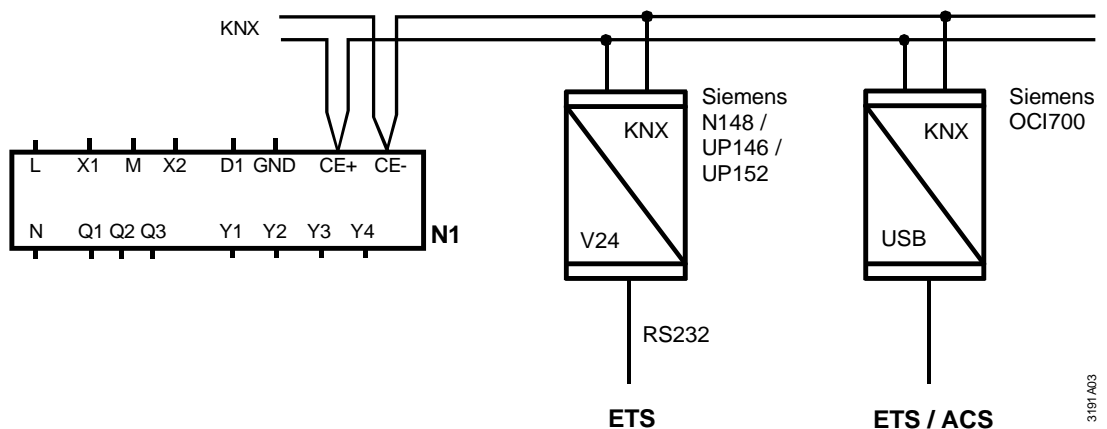 KNX
L X1 M X2 D1 GND CE+ CE-
N Q1 Q2 Q3 Y1 Y2 Y3 Y4
N1
KNX
V24
Siemens
N148 /
UP146 /
UP152
RS232
ETS
KNX
USB
Siemens
OCI700
ETS / ACS
3191A03